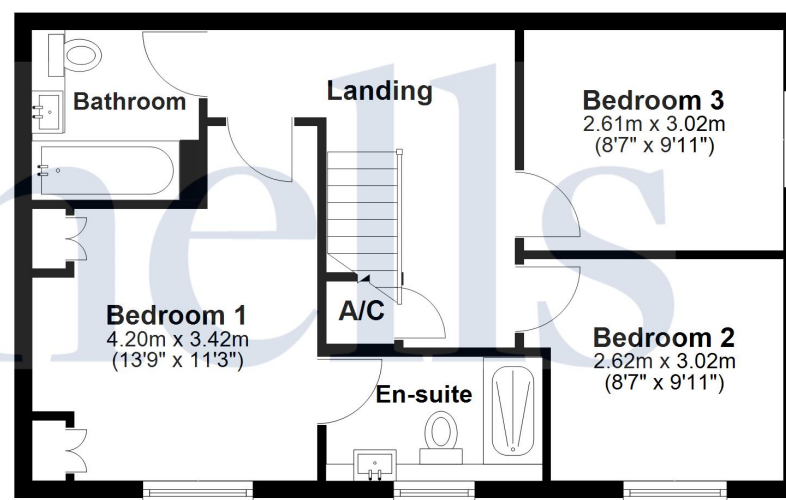 Bathroom
Landing
Bedroom 3
2.61m x 3.02m
(8'7" x 9'11")
Bedroom 1
4.20m x 3.42m
(13'9" x 11'3")
A/C
Bedroom 2
2.62m x 3.02m
(8'7" x 9'11")
En-suite
nells